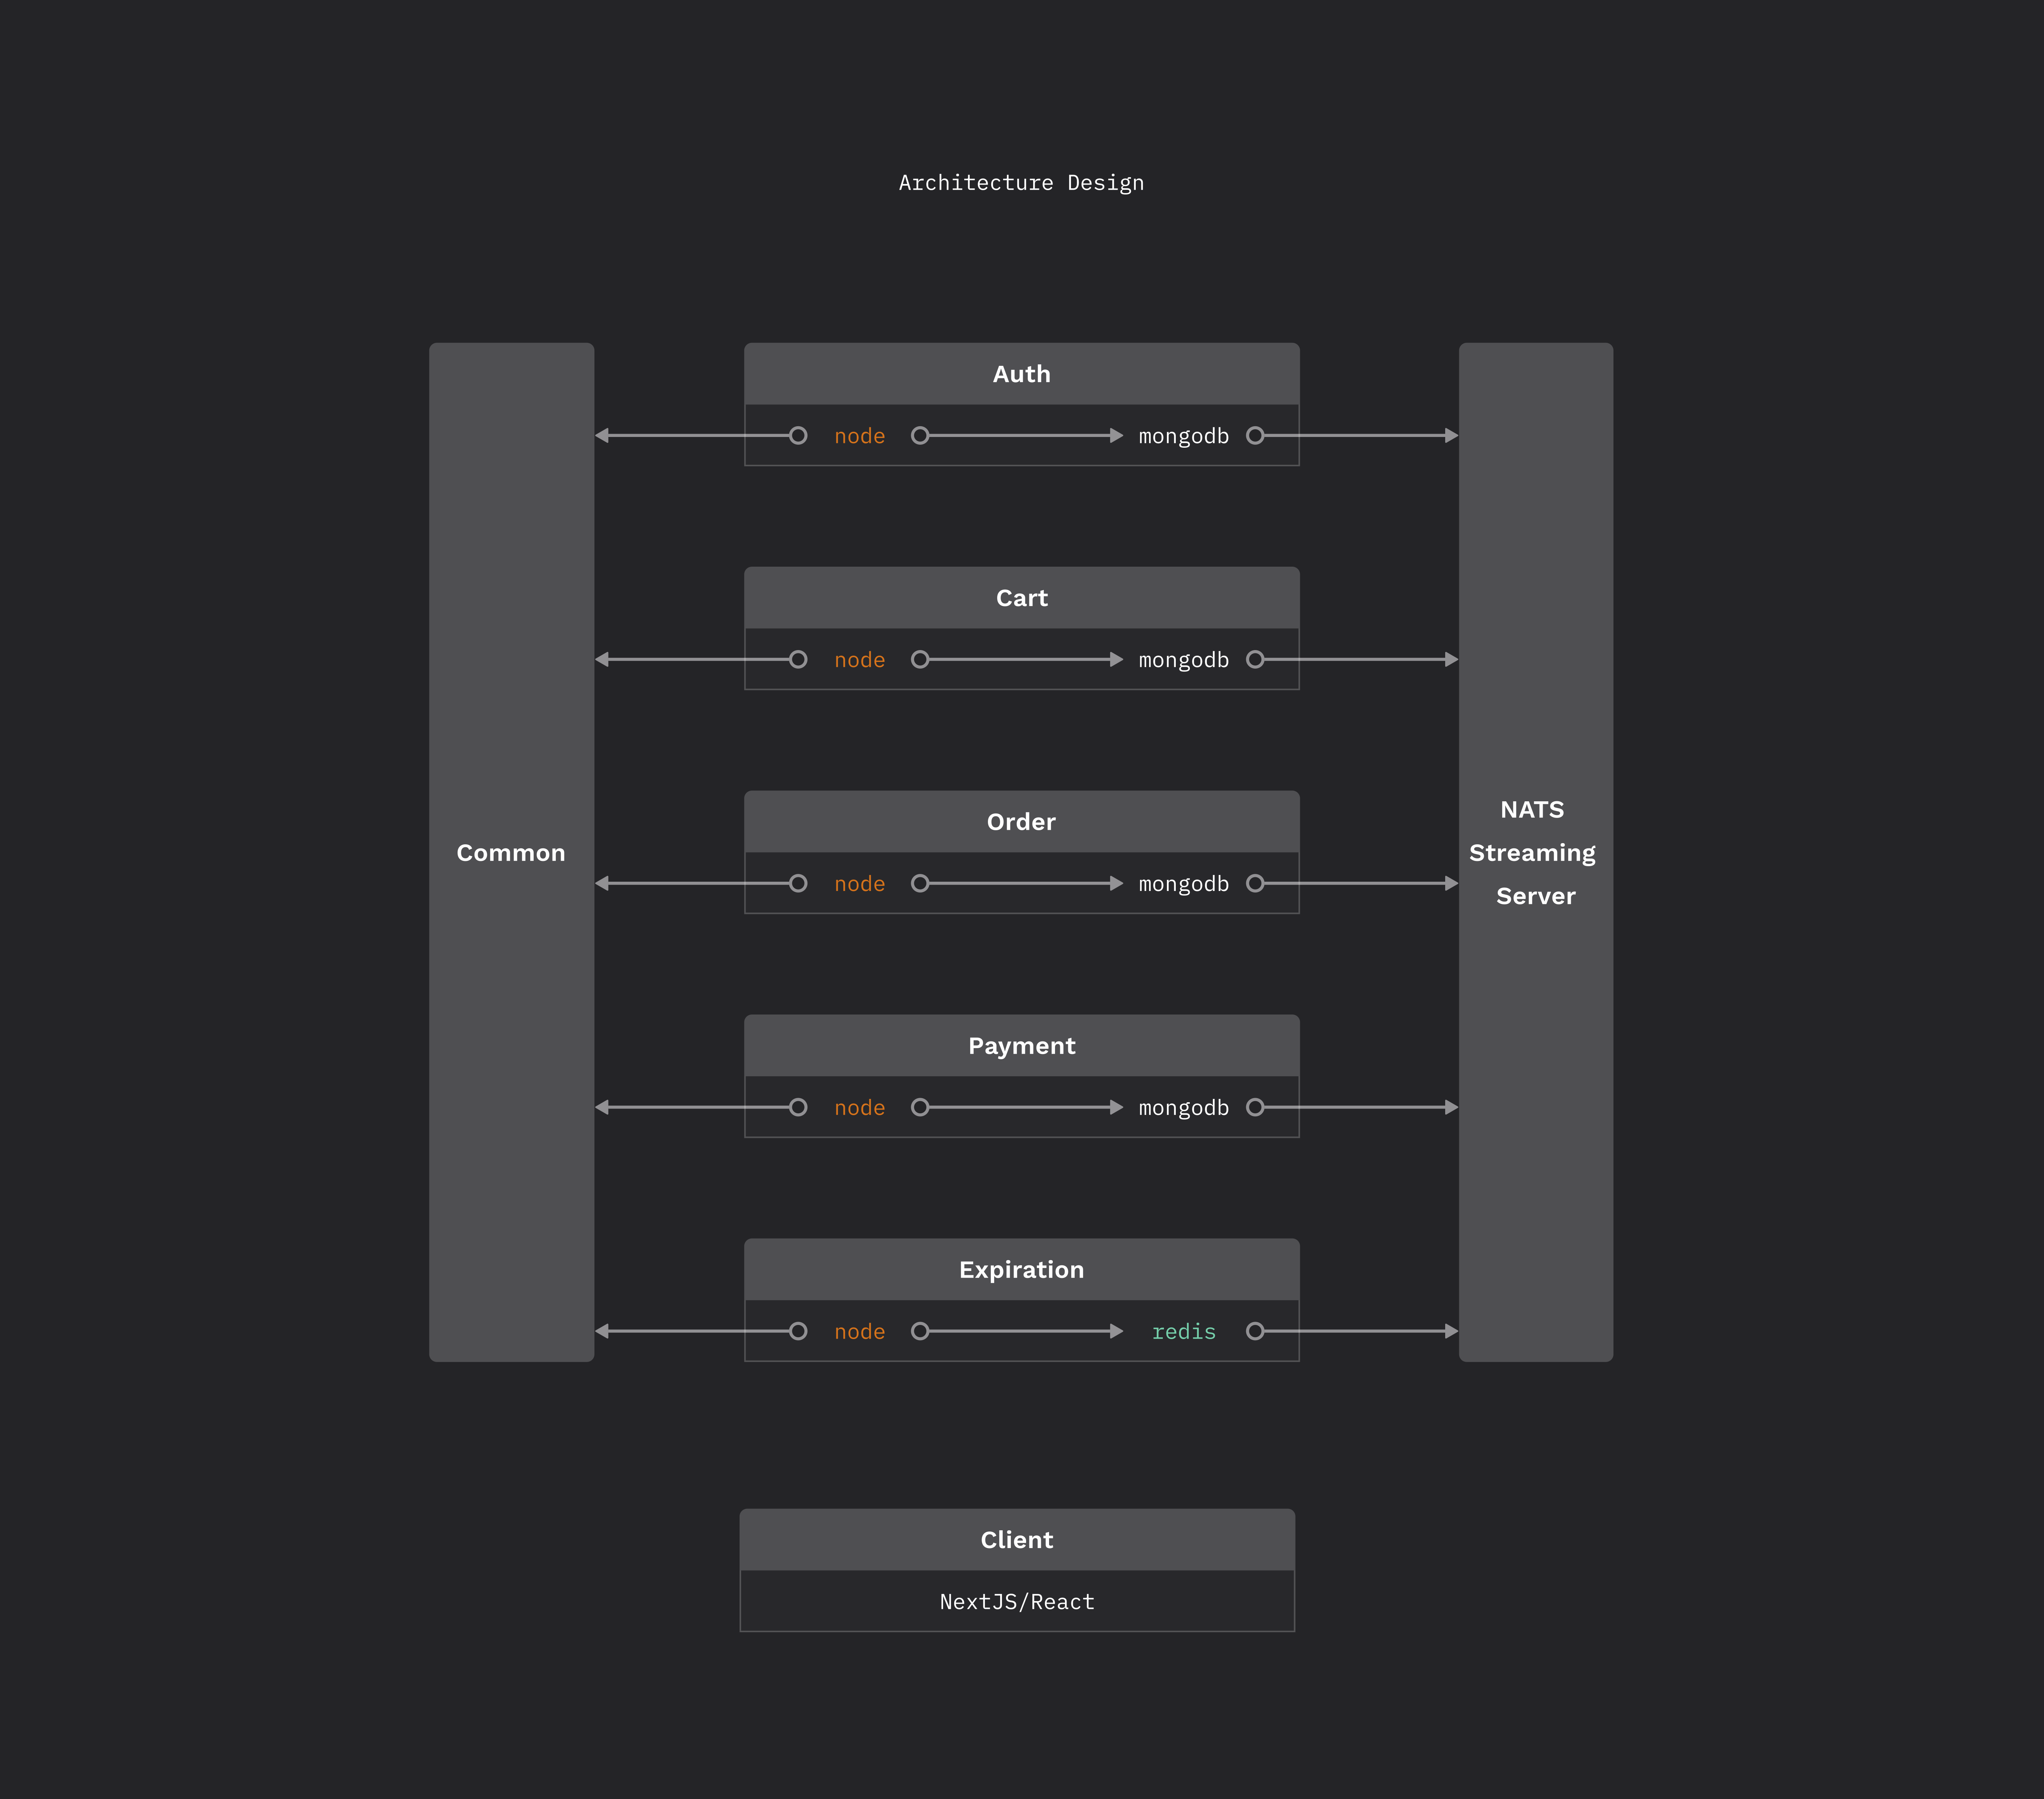 Architecture Design
Auth
node mongodb
Cart
node mongodb
Order
node mongodb
Common
NATS
Streaming
Server
Payment
node mongodb
Expiration
node redis
Client
NextJS/React